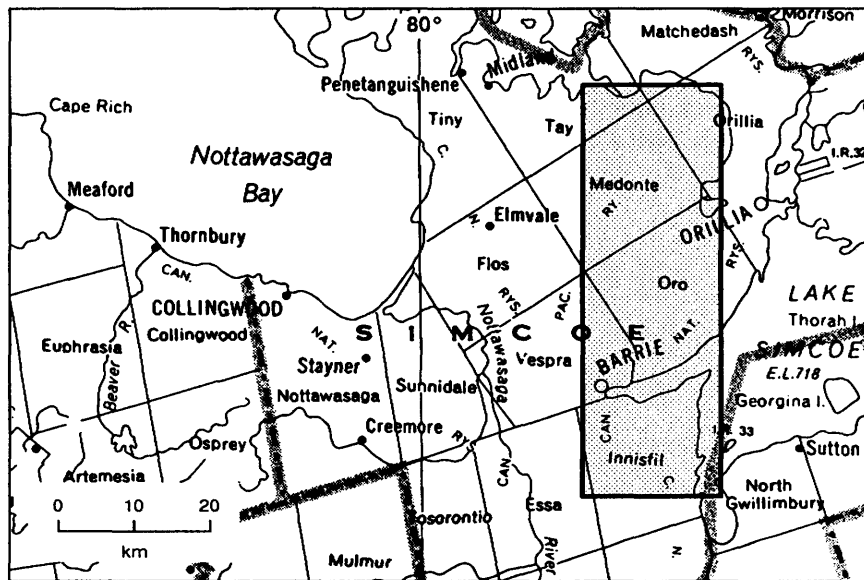 80°
Morrison
Matchedash
RYS.
Midland
Penetanguishene
Cape Rich
Tiny
Tay
Orillia
C.
I.R.32
Nottawasaga
Bay
Medonte
Meaford
N.
Elmvale
RY.
ORILLIA
Thornbury
Flos
RYS.
CAN.
Oro
RYS.
PAC.
LAKE
COLLINGWOOD
Thorah I.
R.
Collingwood
NAT.
S I M C O E
NAT.
Nottawasaga
Euphrasia
Vespra
BARRIE
SIMCOE
Stayner
E.L.718
Beaver
Nottawasaga
Sunnidale
Georgina I.
CAN
Creemore
I.R. 33
Osprey
RY.
Innisfil
Sutton
Artemesia
CAN.
C.
North
Gwillimbury
0 10 20
Essa
km
Tosorontio
River
N.
Mulmur